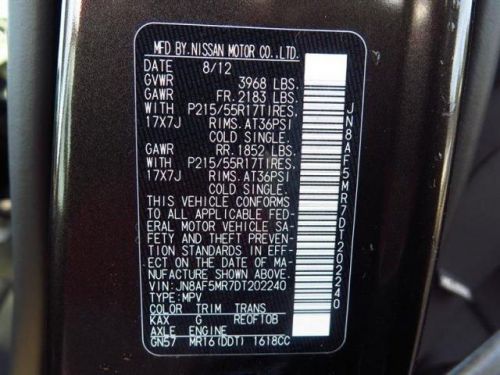 MFD BY. NISSAN MOTOR CO., LTD.
DATE 8/12
GVWR 3968 LBS.
GAWR FR. 2183 LBS.
WITH P215/55R17TIRES,
17X7J RIMS. AT36PSI
COLD SINGLE.
GAWR RR. 1852 LBS.
WITH P215/55R17TIRES,
17X7J RIMS. AT36PSI
COLD SINGLE.
THIS VEHICLE CONFORMS
TO ALL APPLICABLE FED-
ERAL MOTOR VEHICLE SA-
FETY AND THEFT PREVEN-
TION STANDARDS IN EFF-
ECT ON THE DATE OF MA-
NUFACTURE SHOWN ABOVE.
VIN: JN8AF5MR7DT202240
TYPE: MPV
COLOR TRIM TRANS
KAX G RE0F10B
AXLE ENGINE
GN57 MR16(DDT) 1618CC
JN8AF5MR7DT202240